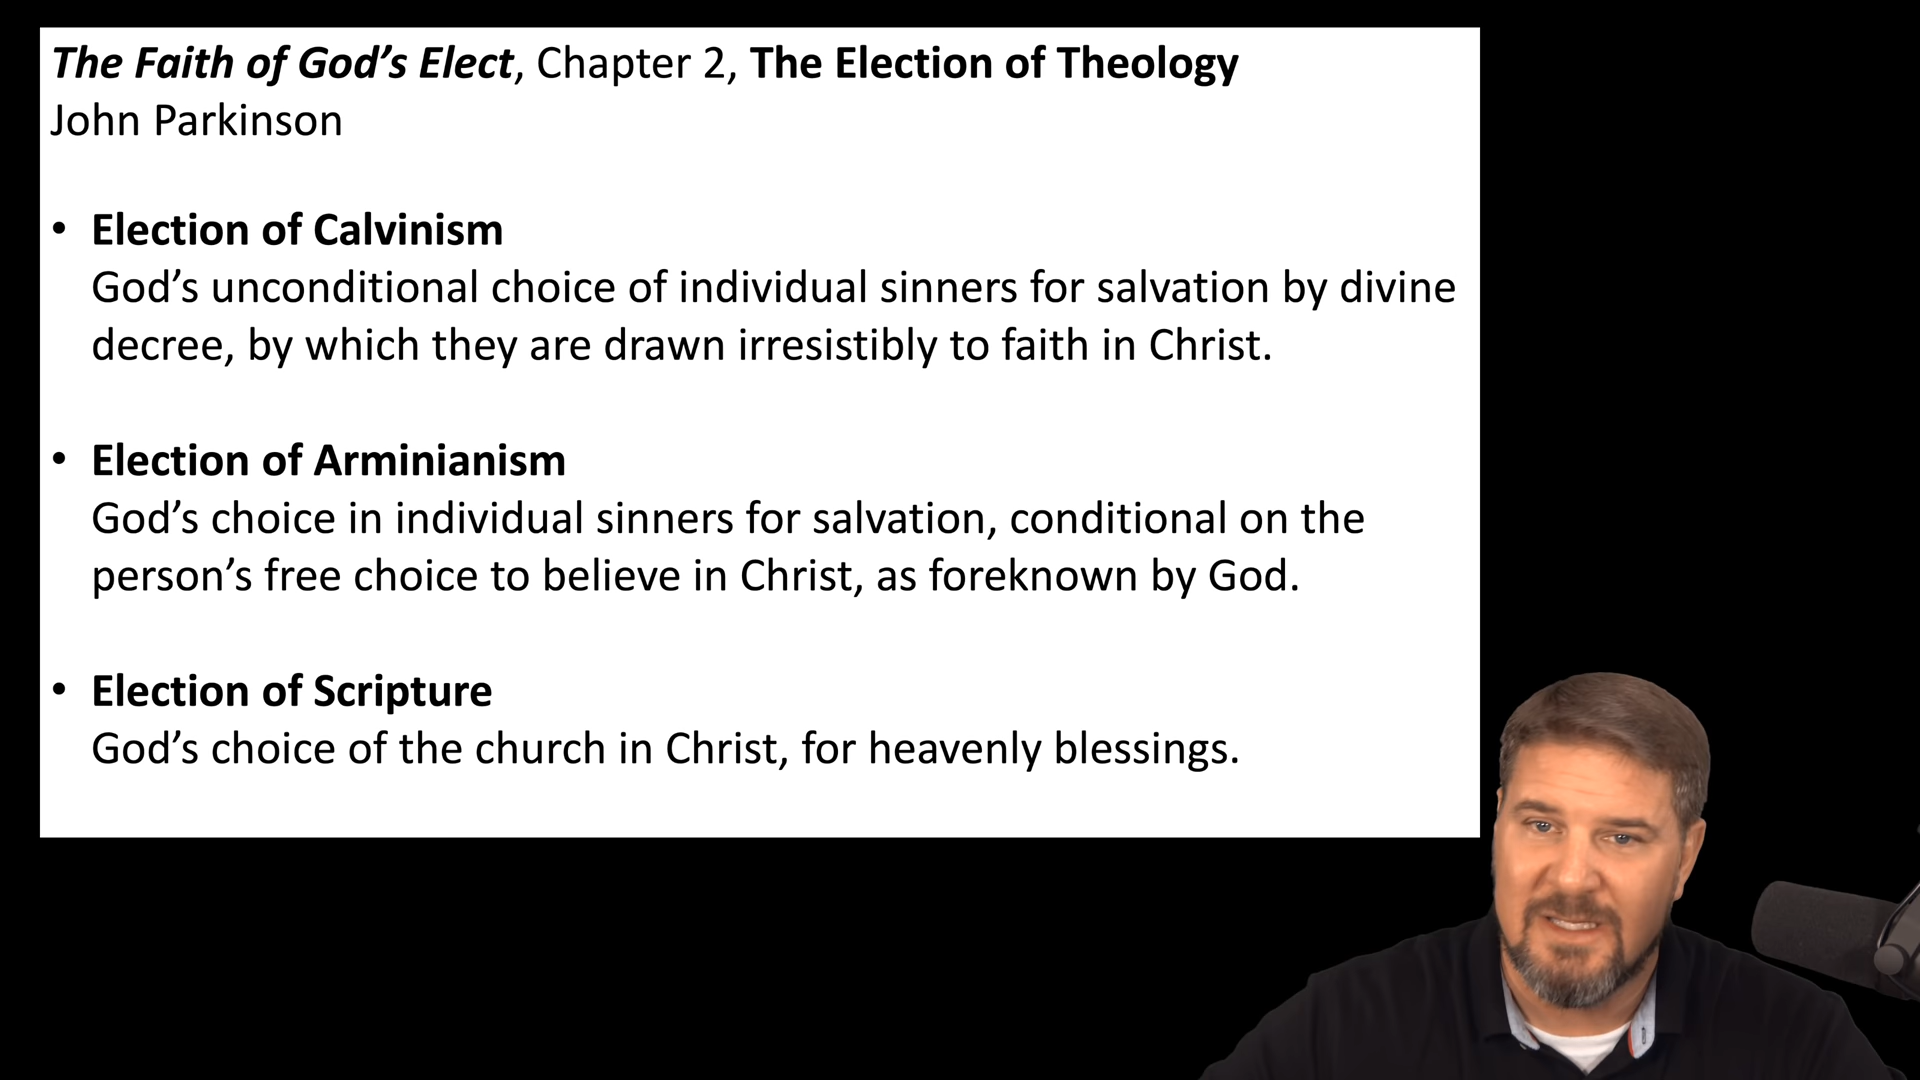 The Faith of God’s Elect, Chapter 2, The Election of Theology
John Parkinson
• Election of Calvinism
God’s unconditional choice of individual sinners for salvation by divine
decree, by which they are drawn irresistibly to faith in Christ.
• Election of Arminianism
God’s choice in individual sinners for salvation, conditional on the
person’s free choice to believe in Christ, as foreknown by God.
• Election of Scripture
God’s choice of the church in Christ, for heavenly blessings.